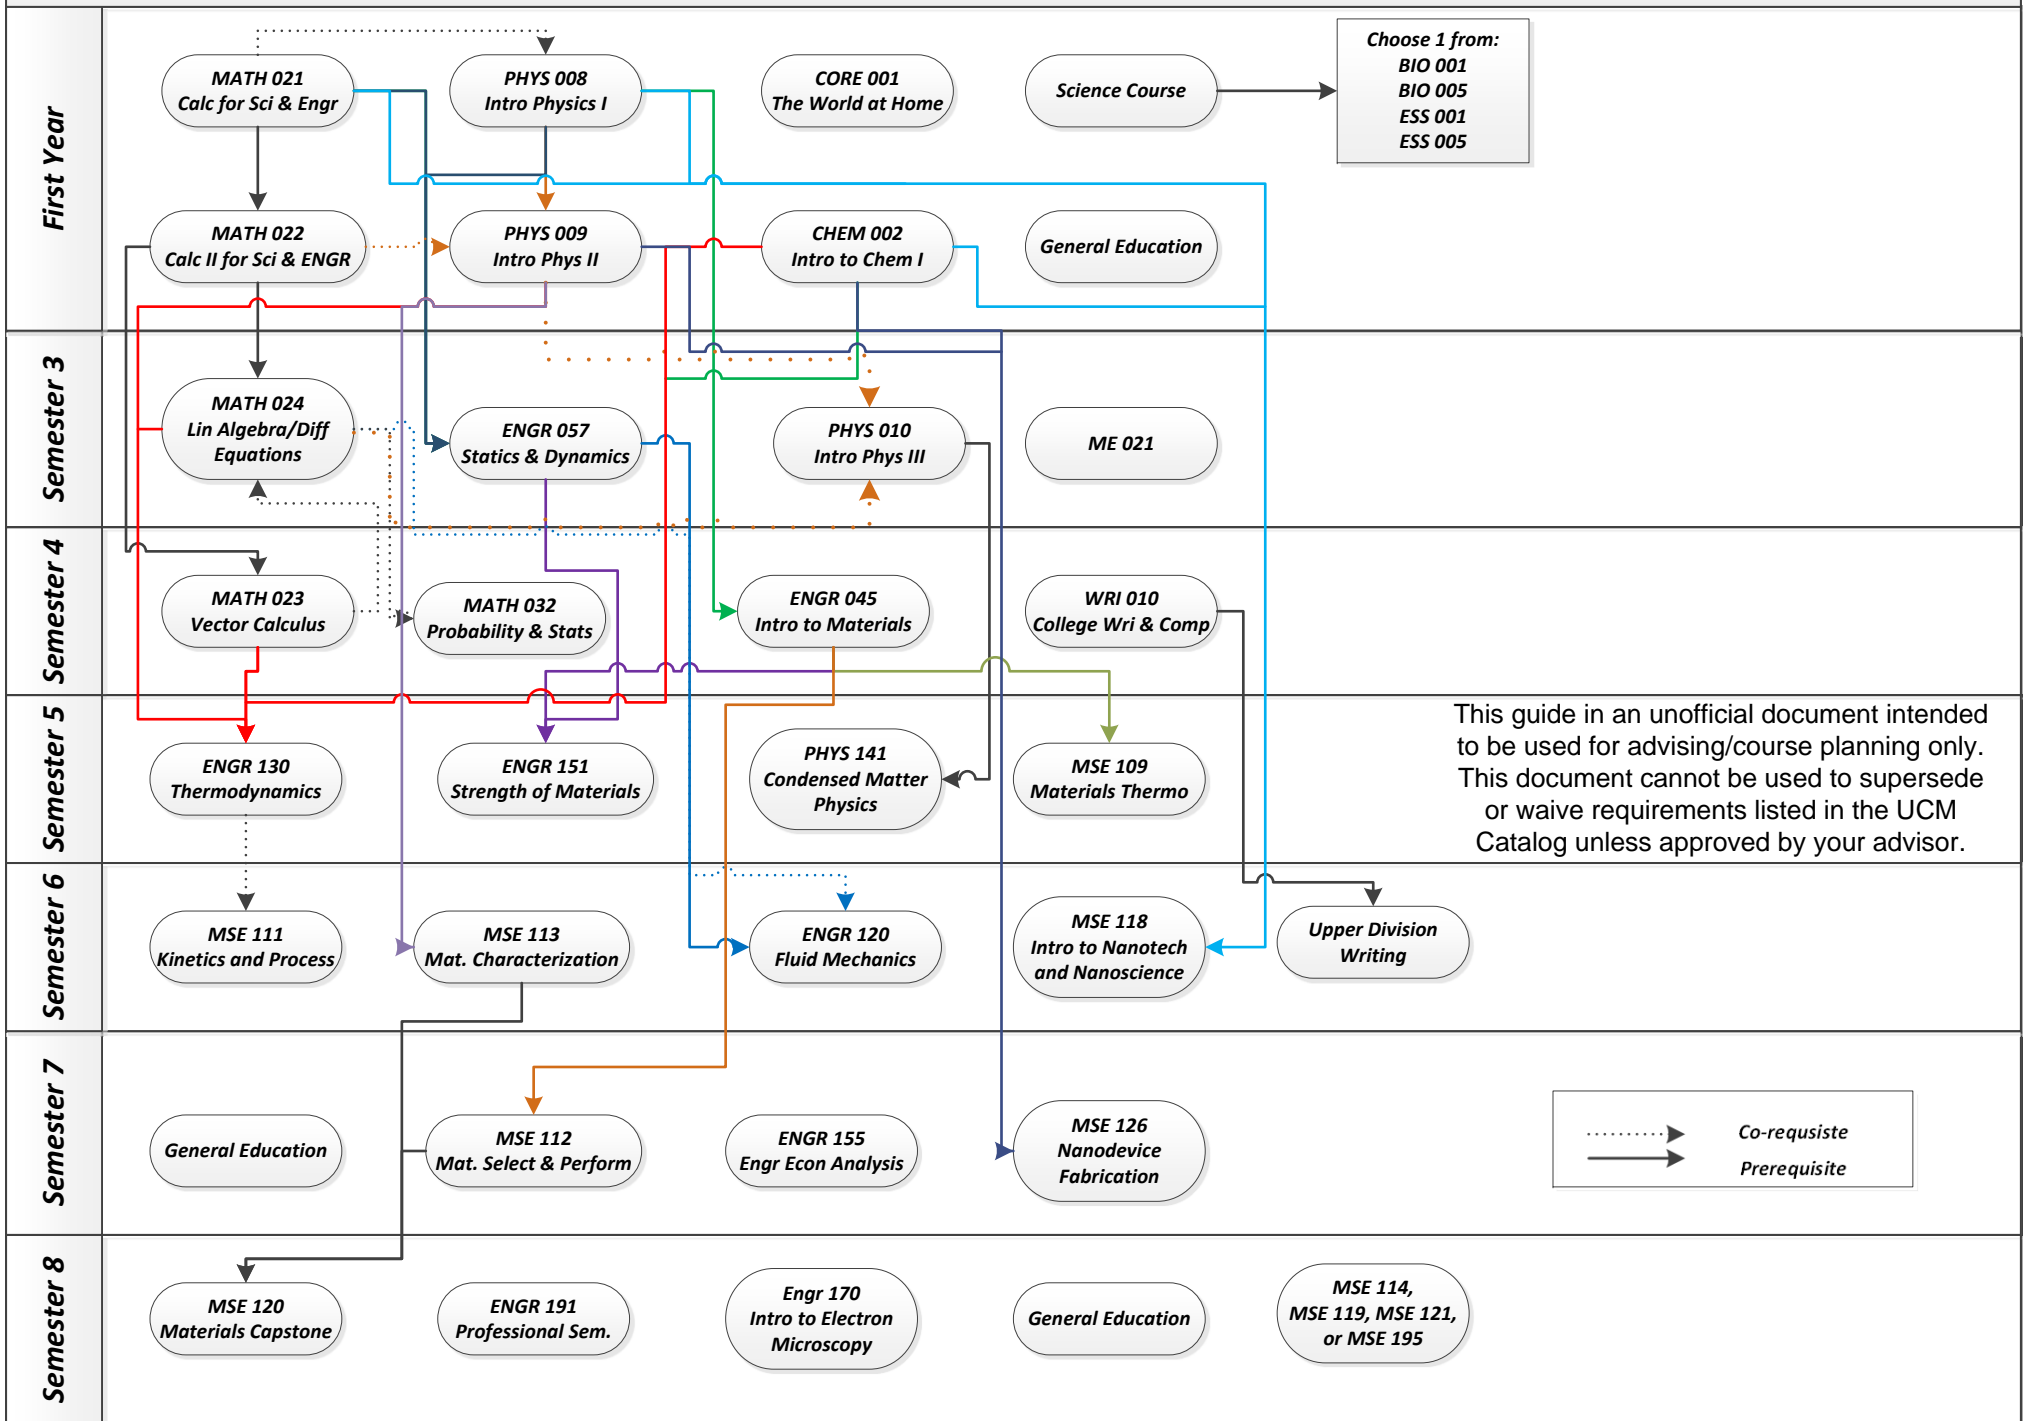 First Year
MATH 021
Calc for Sci & Engr
PHYS 008
Intro Physics I
CORE 001
The World at Home
Science Course
Choose 1 from:
BIO 001
BIO 005
ESS 001
ESS 005
MATH 022
Calc II for Sci & ENGR
PHYS 009
Intro Phys II
CHEM 002
Intro to Chem I
General Education
Semester 3
MATH 024
Lin Algebra/Diff
Equations
ENGR 057
Statics & Dynamics
PHYS 010
Intro Phys III
ME 021
Semester 4
MATH 023
Vector Calculus
MATH 032
Probability & Stats
ENGR 045
Intro to Materials
WRI 010
College Wri & Comp
Semester 5
ENGR 130
Thermodynamics
ENGR 151
Strength of Materials
PHYS 141
Condensed Matter
Physics
MSE 109
Materials Thermo
This guide in an unofficial document intended
to be used for advising/course planning only.
This document cannot be used to supersede
or waive requirements listed in the UCM
Catalog unless approved by your advisor.
Semester 6
MSE 111
Kinetics and Process
MSE 113
Mat. Characterization
ENGR 120
Fluid Mechanics
MSE 118
Intro to Nanotech
and Nanoscience
Upper Division
Writing
Semester 7
General Education
MSE 112
Mat. Select & Perform
ENGR 155
Engr Econ Analysis
MSE 126
Nanodevice
Fabrication
Co-requsiste
Prerequisite
Semester 8
MSE 120
Materials Capstone
ENGR 191
Professional Sem.
Engr 170
Intro to Electron
Microscopy
General Education
MSE 114,
MSE 119, MSE 121,
or MSE 195